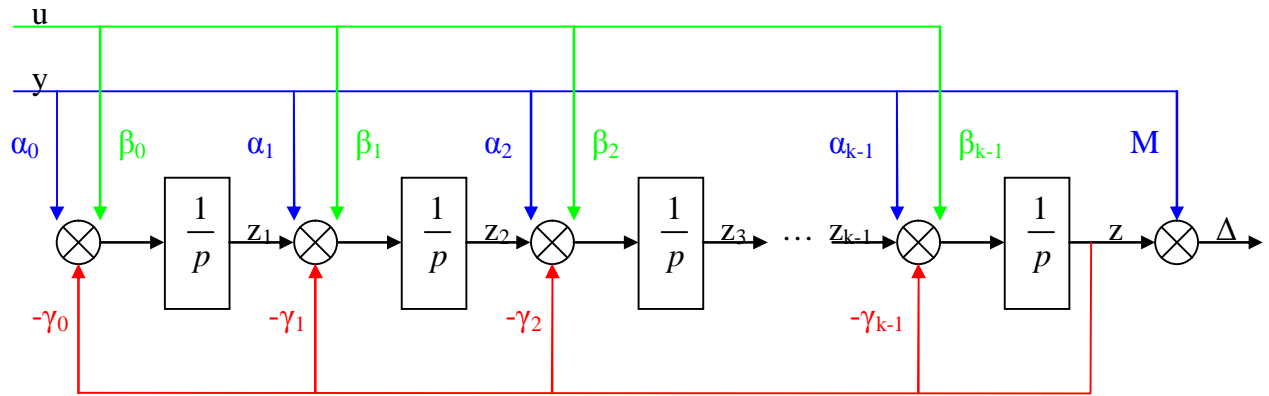 u
y
α₀ β₀ α₁ β₁ α₂ β₂ αₖ₋₁ βₖ₋₁ M
1/p z₁ 1/p z₂ 1/p z₃ … zₖ₋₁ 1/p z Δ
-γ₀ -γ₁ -γ₂ -γₖ₋₁